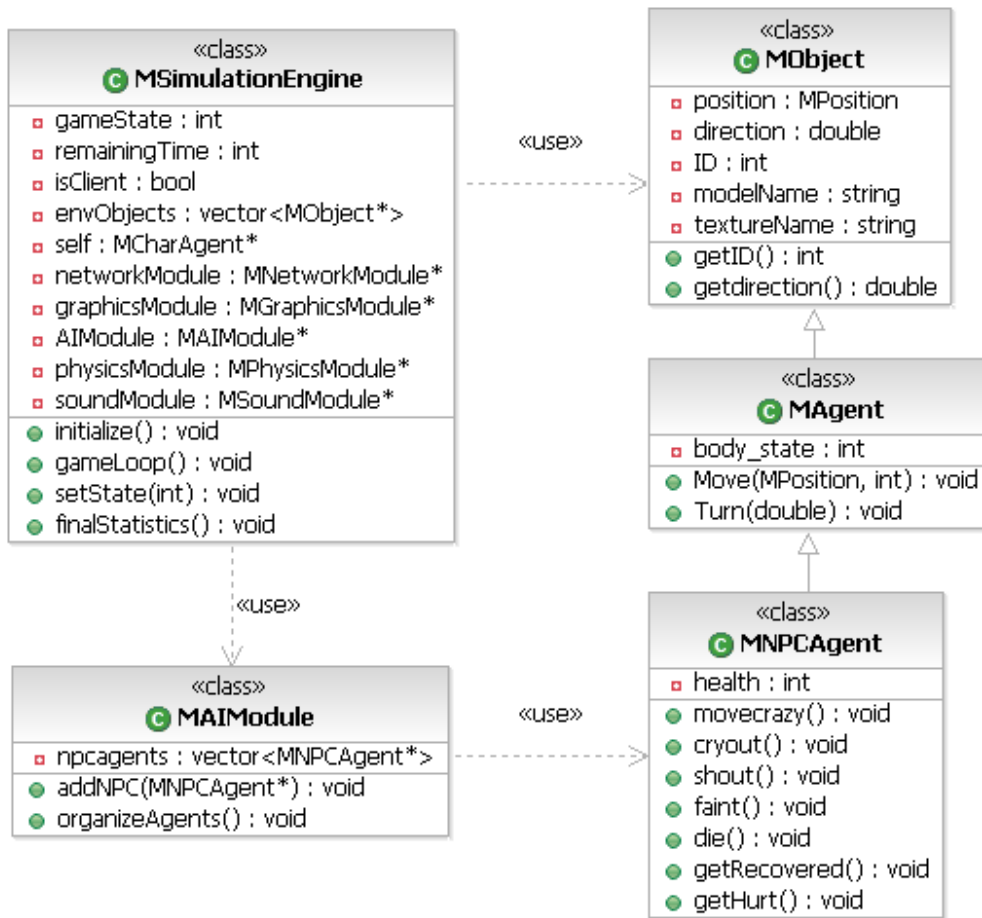 «class»
MSimulationEngine
gameState : int
remainingTime : int
isClient : bool
envObjects : vector<MObject*>
self : MCharAgent*
networkModule : MNetworkModule*
graphicsModule : MGraphicsModule*
AIModule : MAIModule*
physicsModule : MPhysicsModule*
soundModule : MSoundModule*
initialize() : void
gameLoop() : void
setState(int) : void
finalStatistics() : void
«use»
«class»
MObject
position : MPosition
direction : double
ID : int
modelName : string
textureName : string
getID() : int
getdirection() : double
«class»
MAgent
body_state : int
Move(MPosition, int) : void
Turn(double) : void
«use»
«class»
MAIModule
npcagents : vector<MNPCAgent*>
addNPC(MNPCAgent*) : void
organizeAgents() : void
«use»
«class»
MNPCAgent
health : int
movecrazy() : void
cryout() : void
shout() : void
faint() : void
die() : void
getRecovered() : void
getHurt() : void